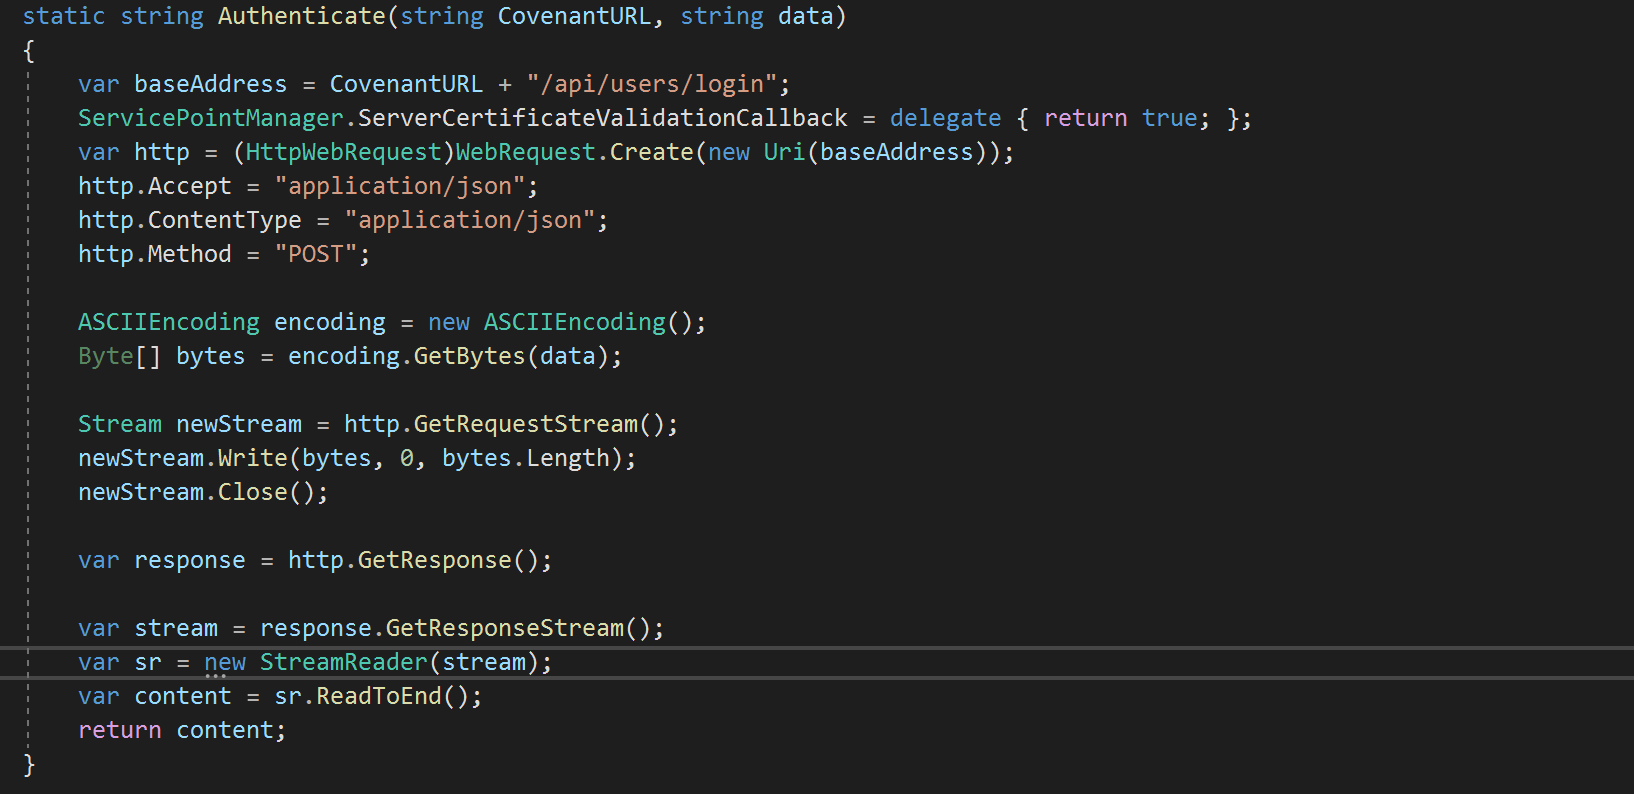 static string Authenticate(string CovenantURL, string data)
{
    var baseAddress = CovenantURL + "/api/users/login";
    ServicePointManager.ServerCertificateValidationCallback = delegate { return true; };
    var http = (HttpWebRequest)WebRequest.Create(new Uri(baseAddress));
    http.Accept = "application/json";
    http.ContentType = "application/json";
    http.Method = "POST";

    ASCIIEncoding encoding = new ASCIIEncoding();
    Byte[] bytes = encoding.GetBytes(data);

    Stream newStream = http.GetRequestStream();
    newStream.Write(bytes, 0, bytes.Length);
    newStream.Close();

    var response = http.GetResponse();

    var stream = response.GetResponseStream();
    var sr = new StreamReader(stream);
    var content = sr.ReadToEnd();
    return content;
}